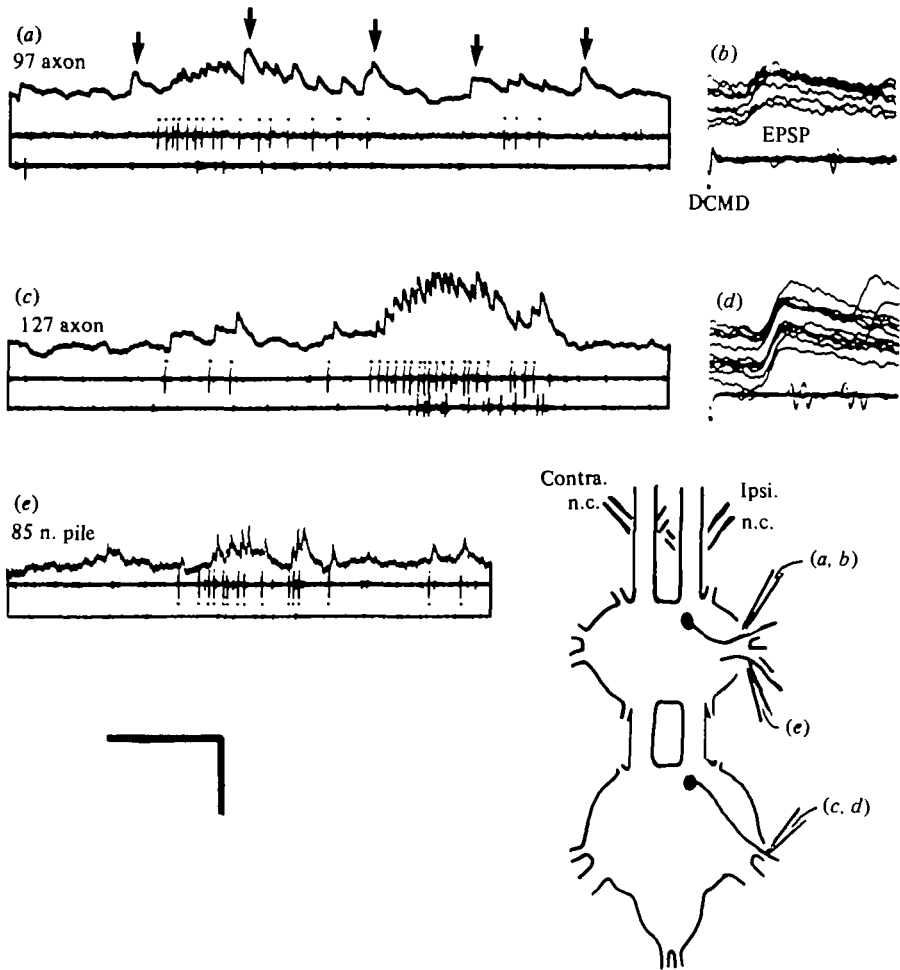 (a)
97 axon
(b)
EPSP
DCMD
(c)
127 axon
(d)
(e)
85 n. pile
Contra.
n.c.
Ipsi.
n.c.
(a, b)
(e)
(c, d)